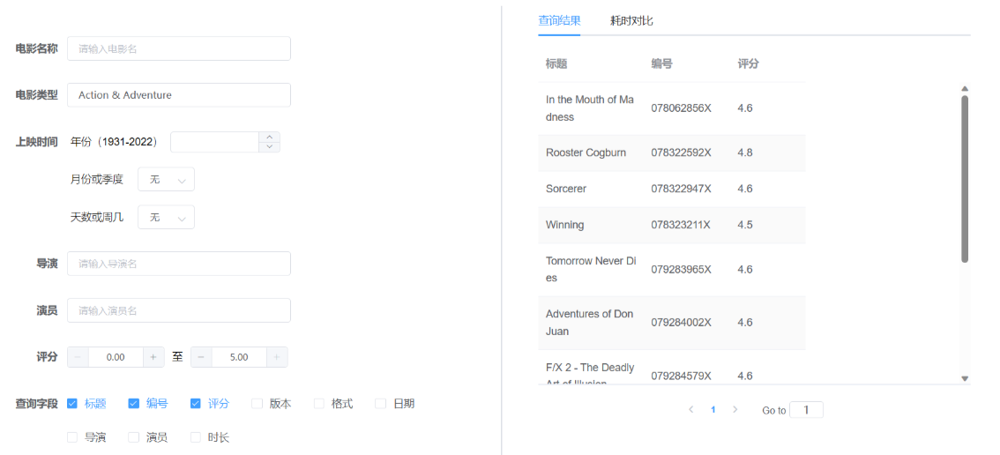 电影名称 请输入电影名
电影类型 Action & Adventure
上映时间 年份（1931-2022）
月份或季度 无
天数或周几 无
导演 请输入导演名
演员 请输入演员名
评分 0.00 + 至 - 5.00 +
查询字段 标题 编号 评分 版本 格式 日期
导演 演员 时长
查询结果 耗时对比
标题 编号 评分
In the Mouth of Ma
dness 078062856X 4.6
Rooster Cogburn 078322592X 4.8
Sorcerer 078322947X 4.6
Winning 078323211X 4.5
Tomorrow Never Di
es 079283965X 4.6
Adventures of Don
Juan 079284002X 4.6
F/X 2 - The Deadly
Art of Illusion 079284579X 4.6
1 Go to 1